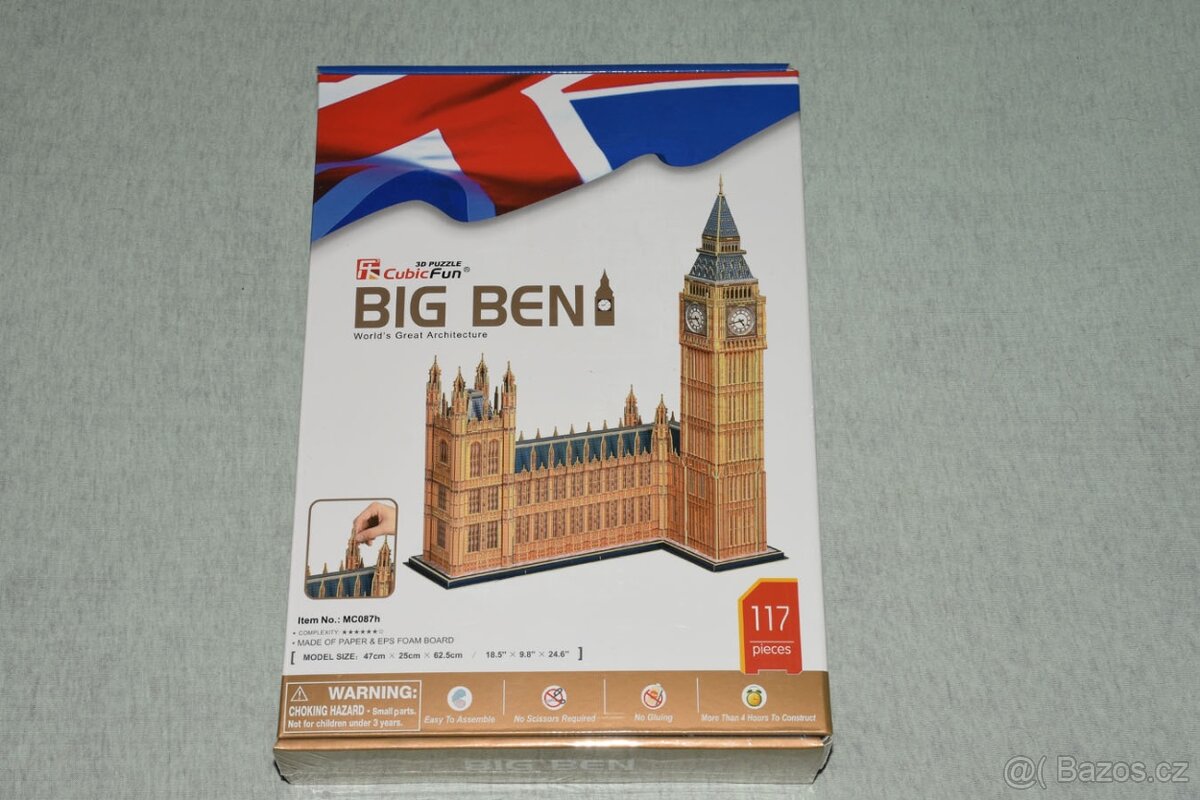 3D PUZZLE
CubicFun®
BIG BEN
World's Great Architecture
Item No.: MC087h
• COMPLEXITY: ★★★★★★☆
• MADE OF PAPER & EPS FOAM BOARD
[ MODEL SIZE: 47cm × 25cm × 62.5cm / 18.5" × 9.8" × 24.6" ]
117
pieces
WARNING:
CHOKING HAZARD - Small parts.
Not for children under 3 years.
Easy To Assemble
No Scissors Required
No Gluing
More Than 4 Hours To Construct
BIG BEN
@( Bazos.cz